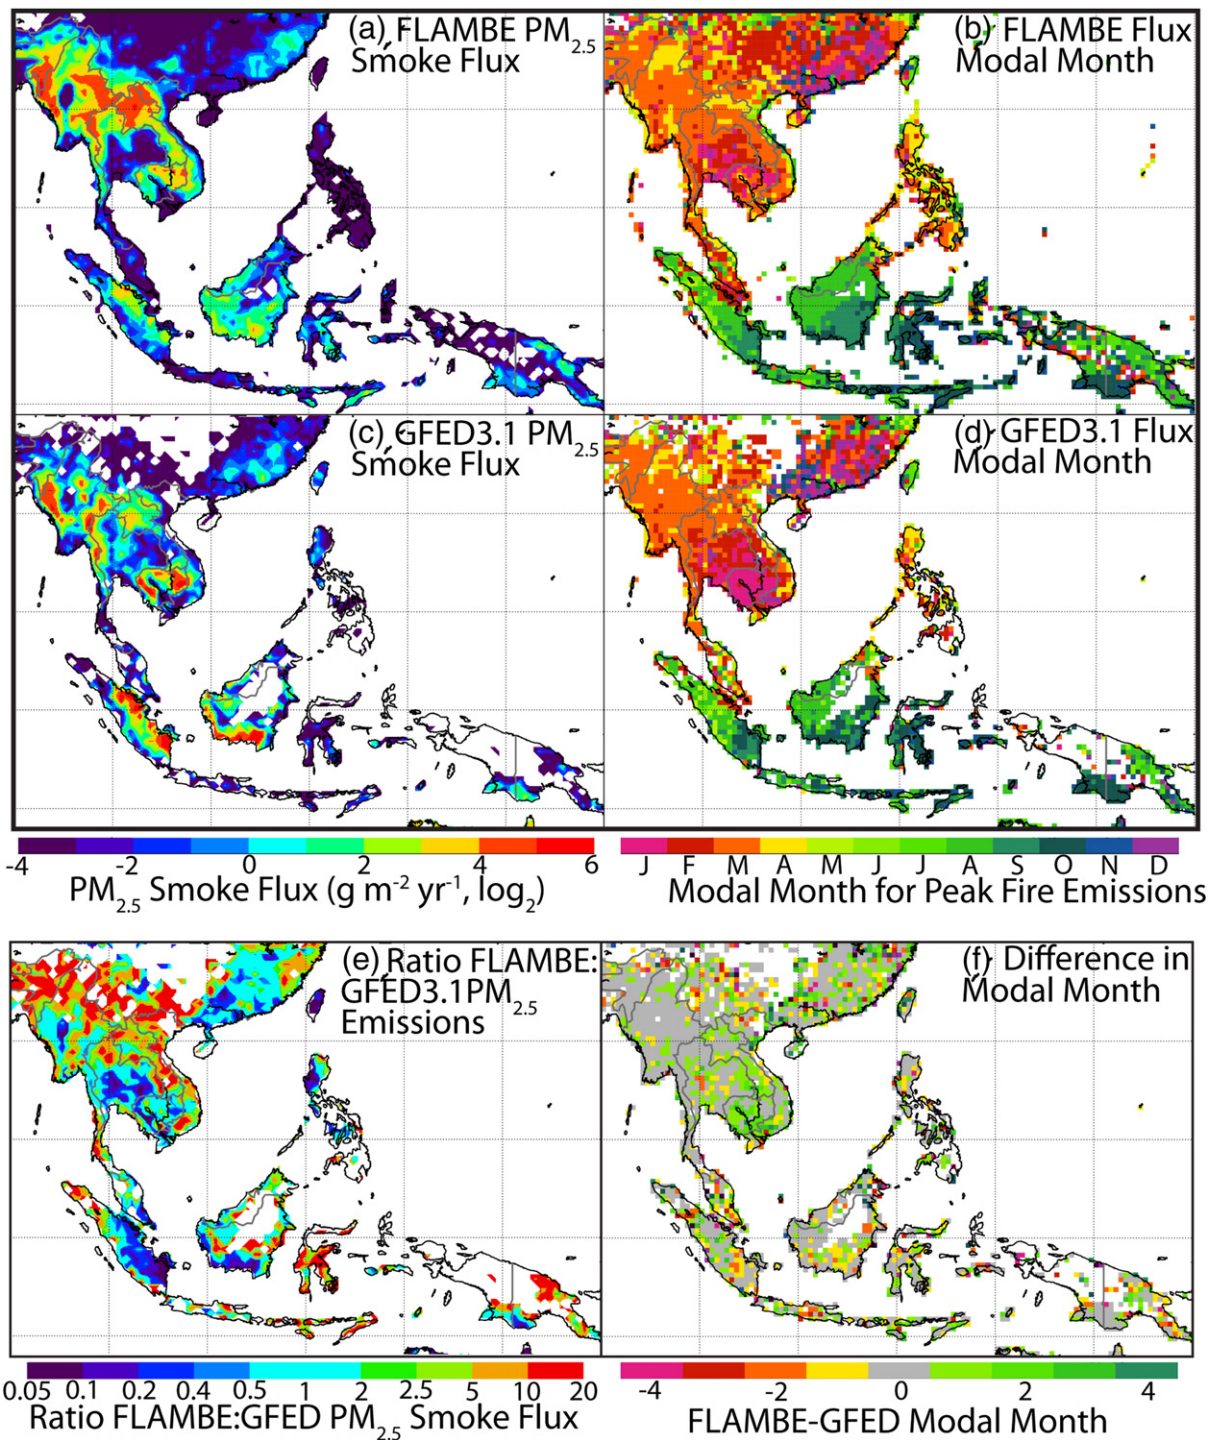 (a) FLAMBE PM2.5
Smoke Flux
(b) FLAMBE Flux
Modal Month
(c) GFED3.1 PM2.5
Smoke Flux
(d) GFED3.1 Flux
Modal Month
-4 -2 0 2 4 6
PM2.5 Smoke Flux (g m-2 yr-1, log2)
J F M A M J J A S O N D
Modal Month for Peak Fire Emissions
(e) Ratio FLAMBE:
GFED3.1PM2.5
Emissions
(f) Difference in
Modal Month
0.05 0.1 0.2 0.4 0.5 1 2 2.5 5 10 20
Ratio FLAMBE:GFED PM2.5 Smoke Flux
-4 -2 0 2 4
FLAMBE-GFED Modal Month